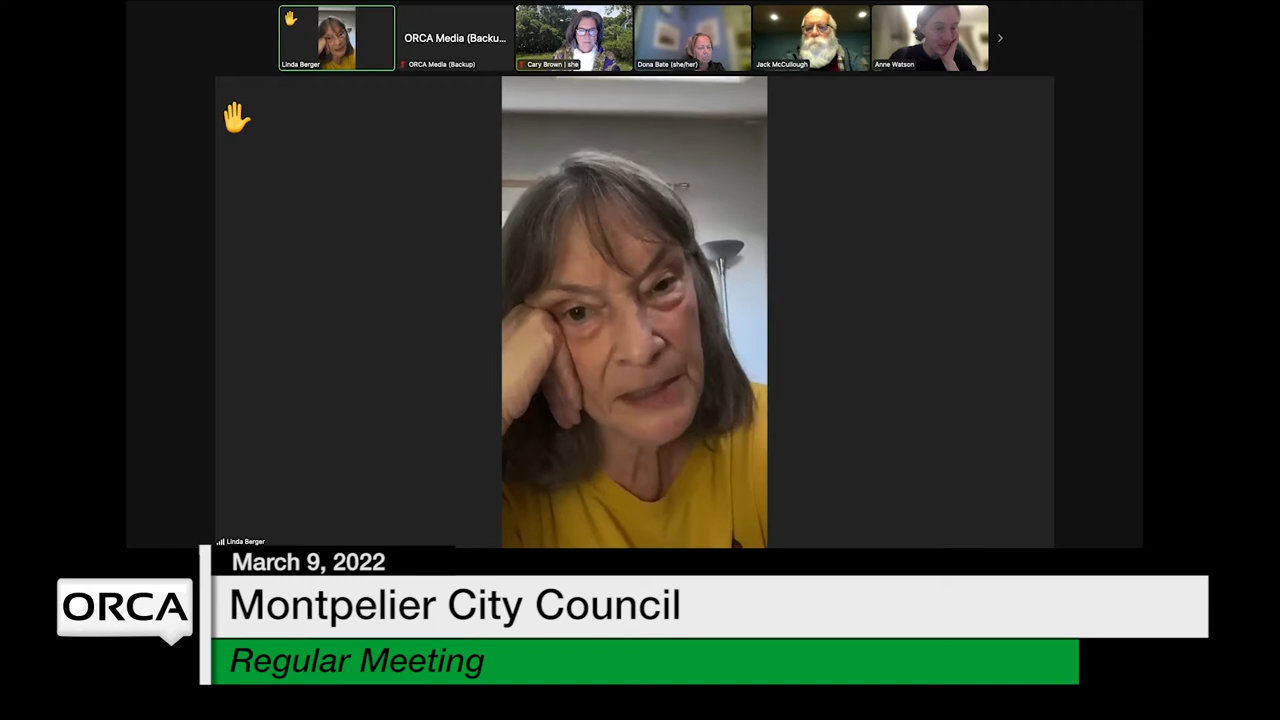 ORCA Media (Backu...
Linda Berger
ORCA Media (Backup)
Cary Brown | she
Dona Bate (she/her)
Jack McCullough
Anne Watson
Linda Berger
March 9, 2022
ORCA
Montpelier City Council
Regular Meeting